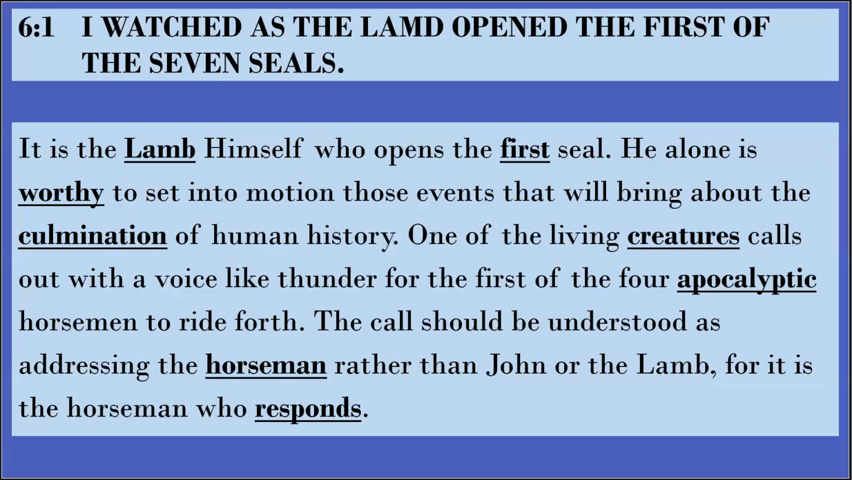 6:1 I WATCHED AS THE LAMD OPENED THE FIRST OF
THE SEVEN SEALS.
It is the Lamb Himself who opens the first seal. He alone is
worthy to set into motion those events that will bring about the
culmination of human history. One of the living creatures calls
out with a voice like thunder for the first of the four apocalyptic
horsemen to ride forth. The call should be understood as
addressing the horseman rather than John or the Lamb, for it is
the horseman who responds.